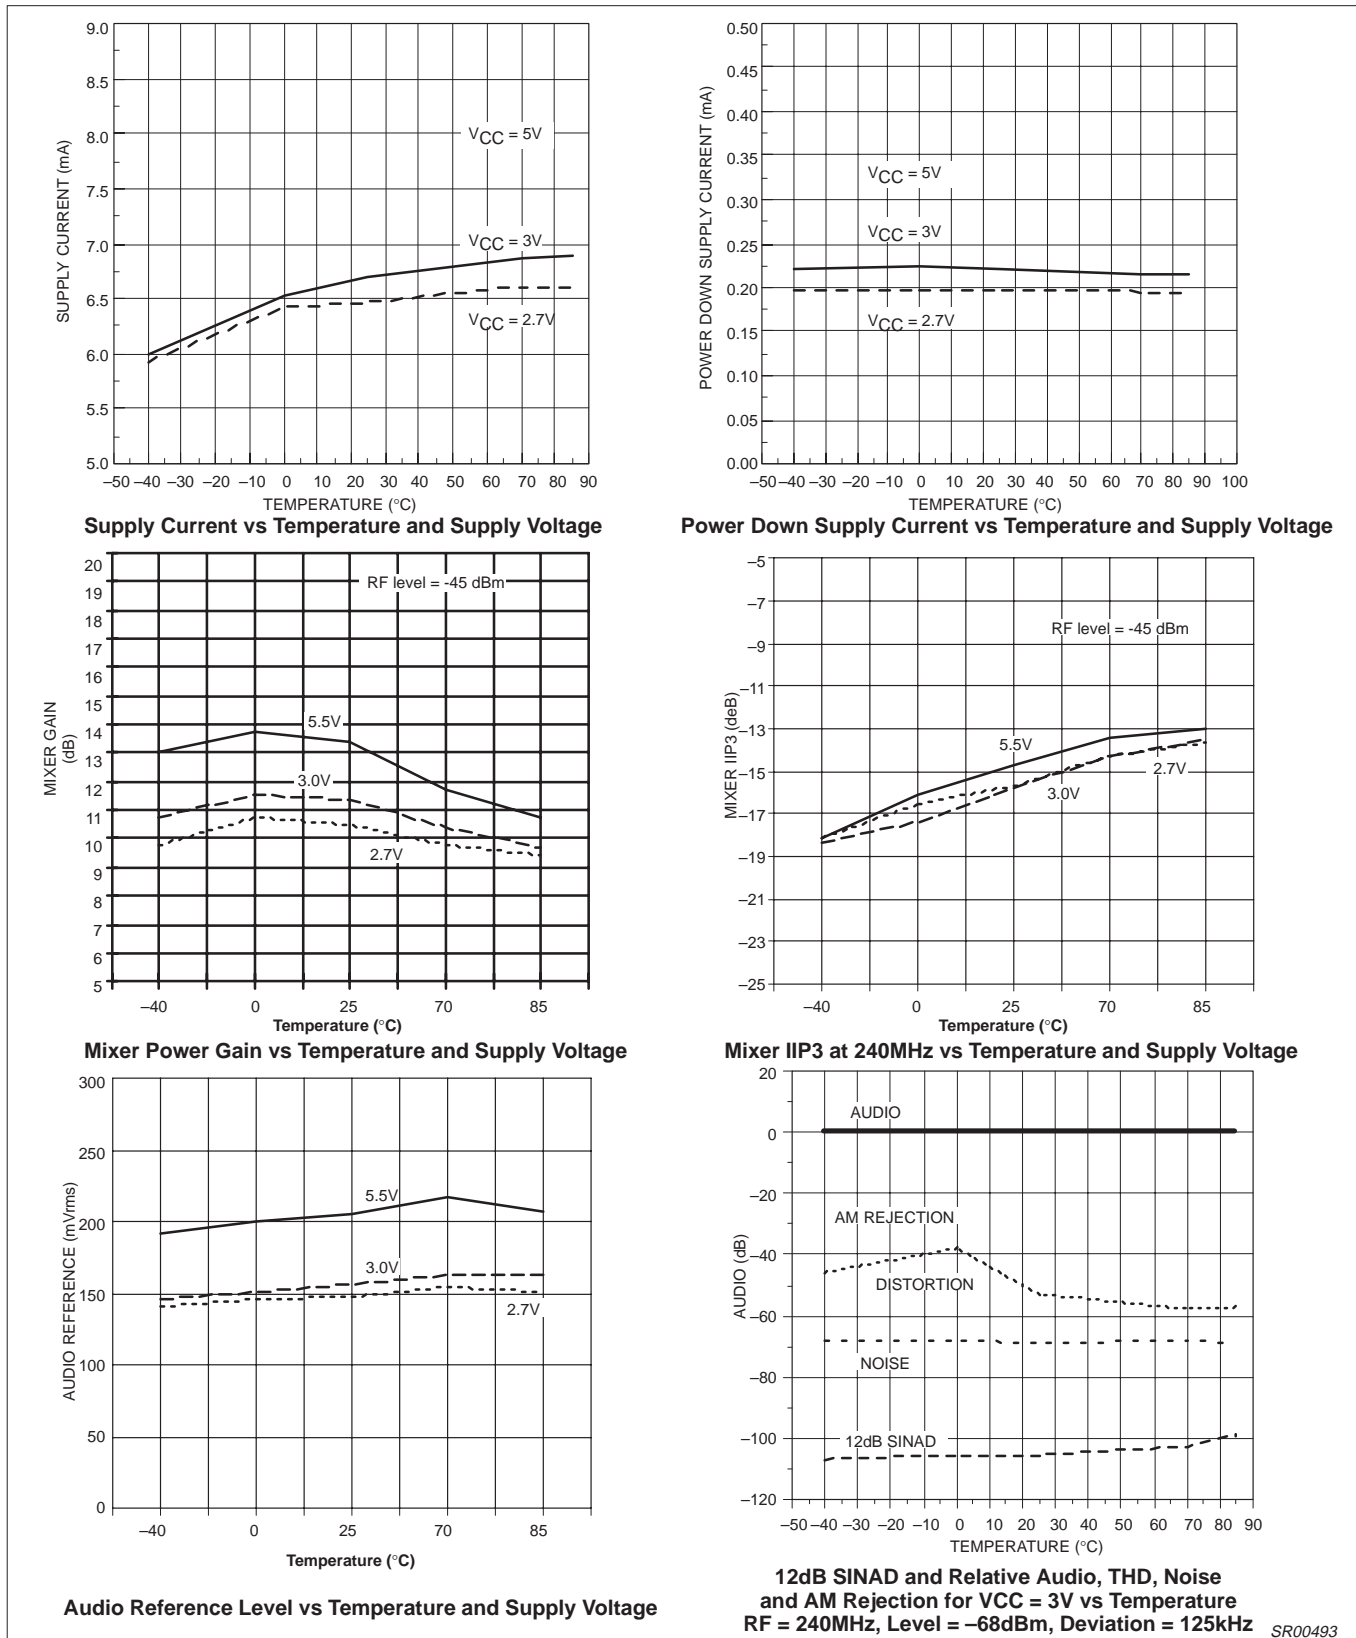 9.0
8.5
8.0
7.5
7.0
6.5
6.0
5.5
5.0
SUPPLY CURRENT (mA)
VCC = 5V
VCC = 3V
VCC = 2.7V
–50 –40 –30 –20 –10 0 10 20 30 40 50 60 70 80 90
TEMPERATURE (°C)
Supply Current vs Temperature and Supply Voltage
0.50
0.45
0.40
0.35
0.30
0.25
0.20
0.15
0.10
0.05
0.00
POWER DOWN SUPPLY CURRENT (mA)
VCC = 5V
VCC = 3V
VCC = 2.7V
–50 –40 –30 –20 –10 0 10 20 30 40 50 60 70 80 90 100
TEMPERATURE (°C)
Power Down Supply Current vs Temperature and Supply Voltage
20
19
18
17
16
15
14
13
12
11
10
9
8
7
6
5
MIXER GAIN
(dB)
RF level = -45 dBm
5.5V
3.0V
2.7V
–40 0 25 70 85
Temperature (°C)
Mixer Power Gain vs Temperature and Supply Voltage
–5
–7
–9
–11
–13
–15
–17
–19
–21
–23
–25
MIXER IIP3 (deB)
RF level = -45 dBm
5.5V
2.7V
3.0V
–40 0 25 70 85
Temperature (°C)
Mixer IIP3 at 240MHz vs Temperature and Supply Voltage
300
250
200
150
100
50
0
AUDIO REFERENCE (mVrms)
5.5V
3.0V
2.7V
–40 0 25 70 85
Temperature (°C)
Audio Reference Level vs Temperature and Supply Voltage
20
0
–20
–40
–60
–80
–100
–120
AUDIO (dB)
AUDIO
AM REJECTION
DISTORTION
NOISE
12dB SINAD
–50 –40 –30 –20 –10 0 10 20 30 40 50 60 70 80 90
TEMPERATURE (°C)
12dB SINAD and Relative Audio, THD, Noise
and AM Rejection for VCC = 3V vs Temperature
RF = 240MHz, Level = –68dBm, Deviation = 125kHz
SR00493